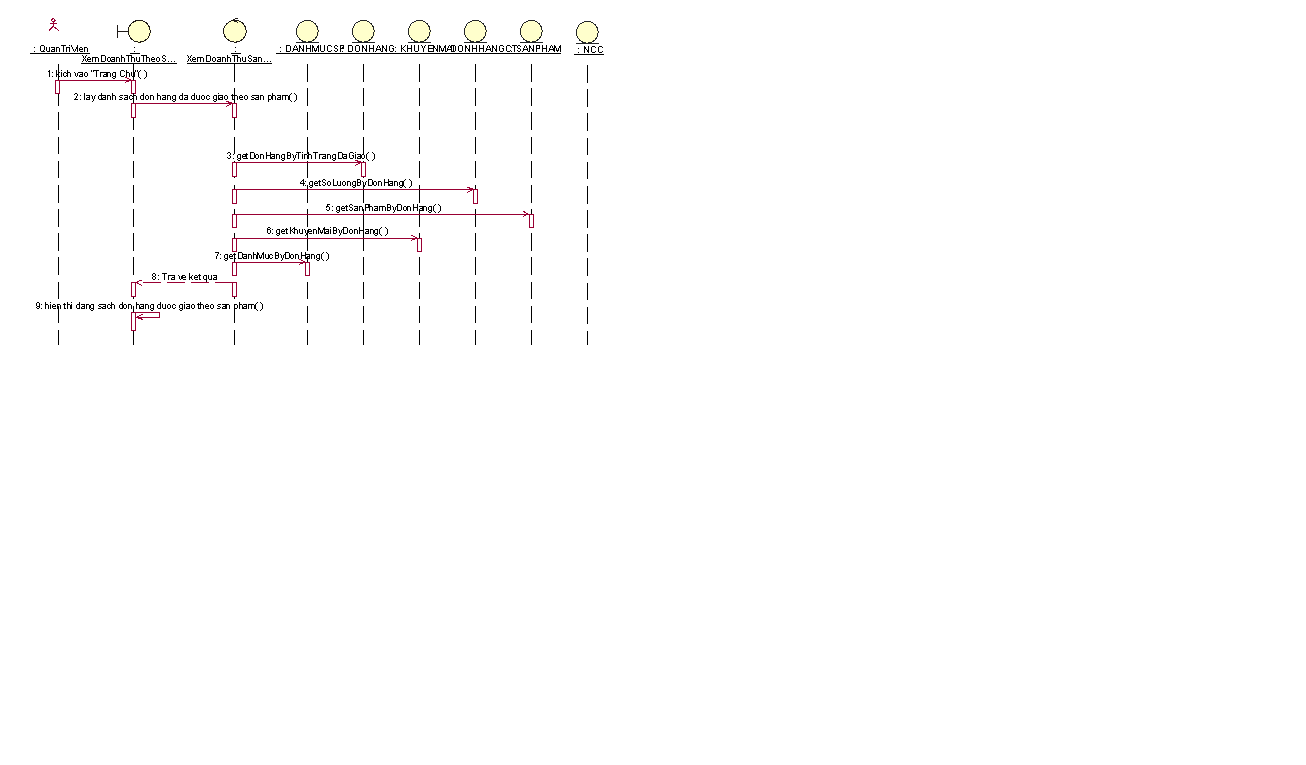 : QuanTriVien
:
XemDoanhThuTheoS...
:
XemDoanhThuSan...
: DANHMUCSP
: DONHANG
: KHUYENMAI
: DONHHANGCT
: SANPHAM
: NCC
1: kich vao "Trang Chu"( )
2: lay danh sach don hang da duoc giao theo san pham( )
3: getDonHangByTinhTrangDaGiao( )
4: getSoLuongByDonHang( )
5: getSanPhamByDonHang( )
6: getKhuyenMaiByDonHang( )
7: getDanhMucByDonHang( )
8: Tra ve ket qua
9: hien thi dang sach don hang duoc giao theo san pham( )